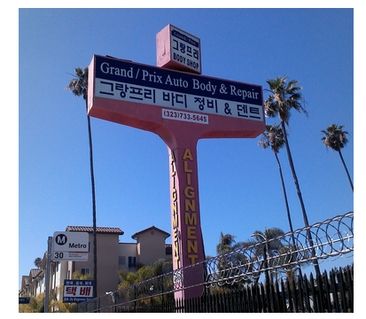 그랑프리
BODY SHOP
Grand/Prix Auto Body & Repair
그랑프리 바디 정비 & 덴트
(323)733-5645
ALIGNMENT
ALIGNMENT
M Metro
30
택배